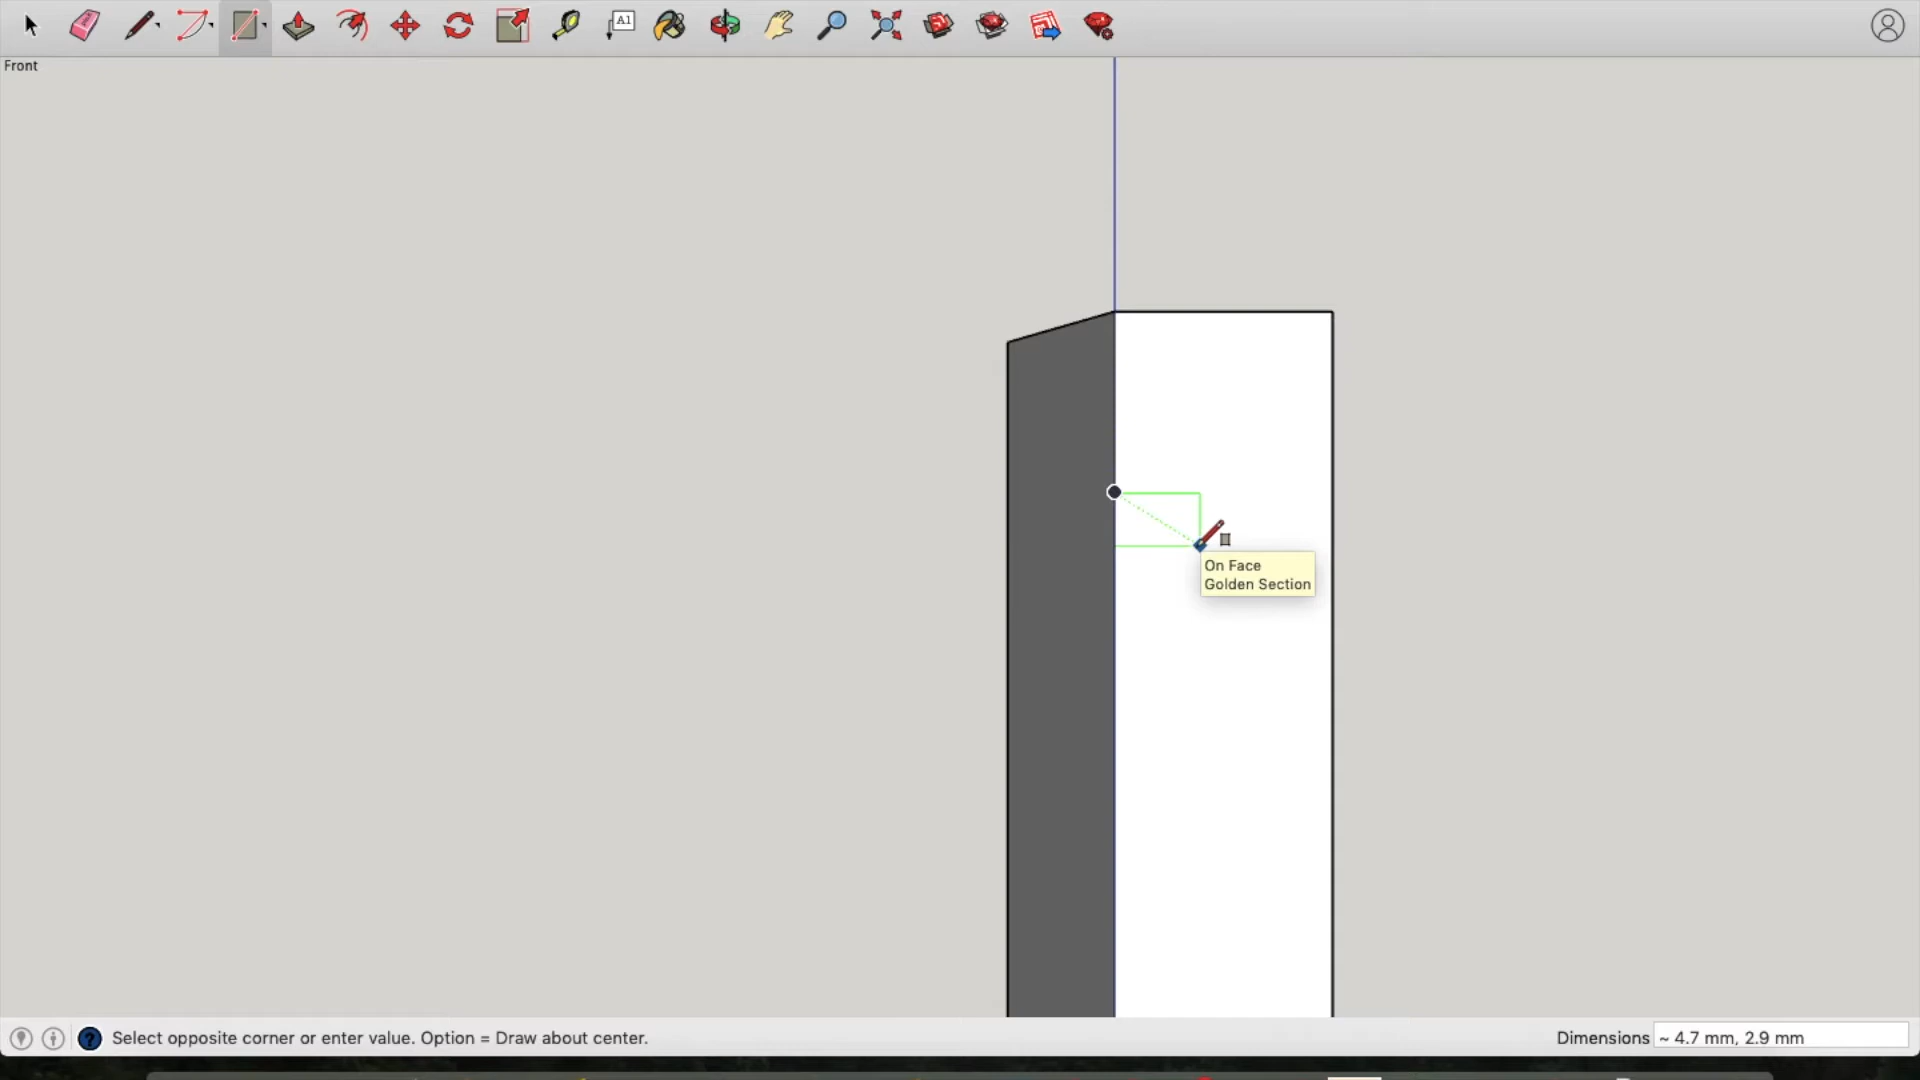 A1
Front
On Face
Golden Section
Select opposite corner or enter value. Option = Draw about center.
Dimensions ~ 4.7 mm, 2.9 mm